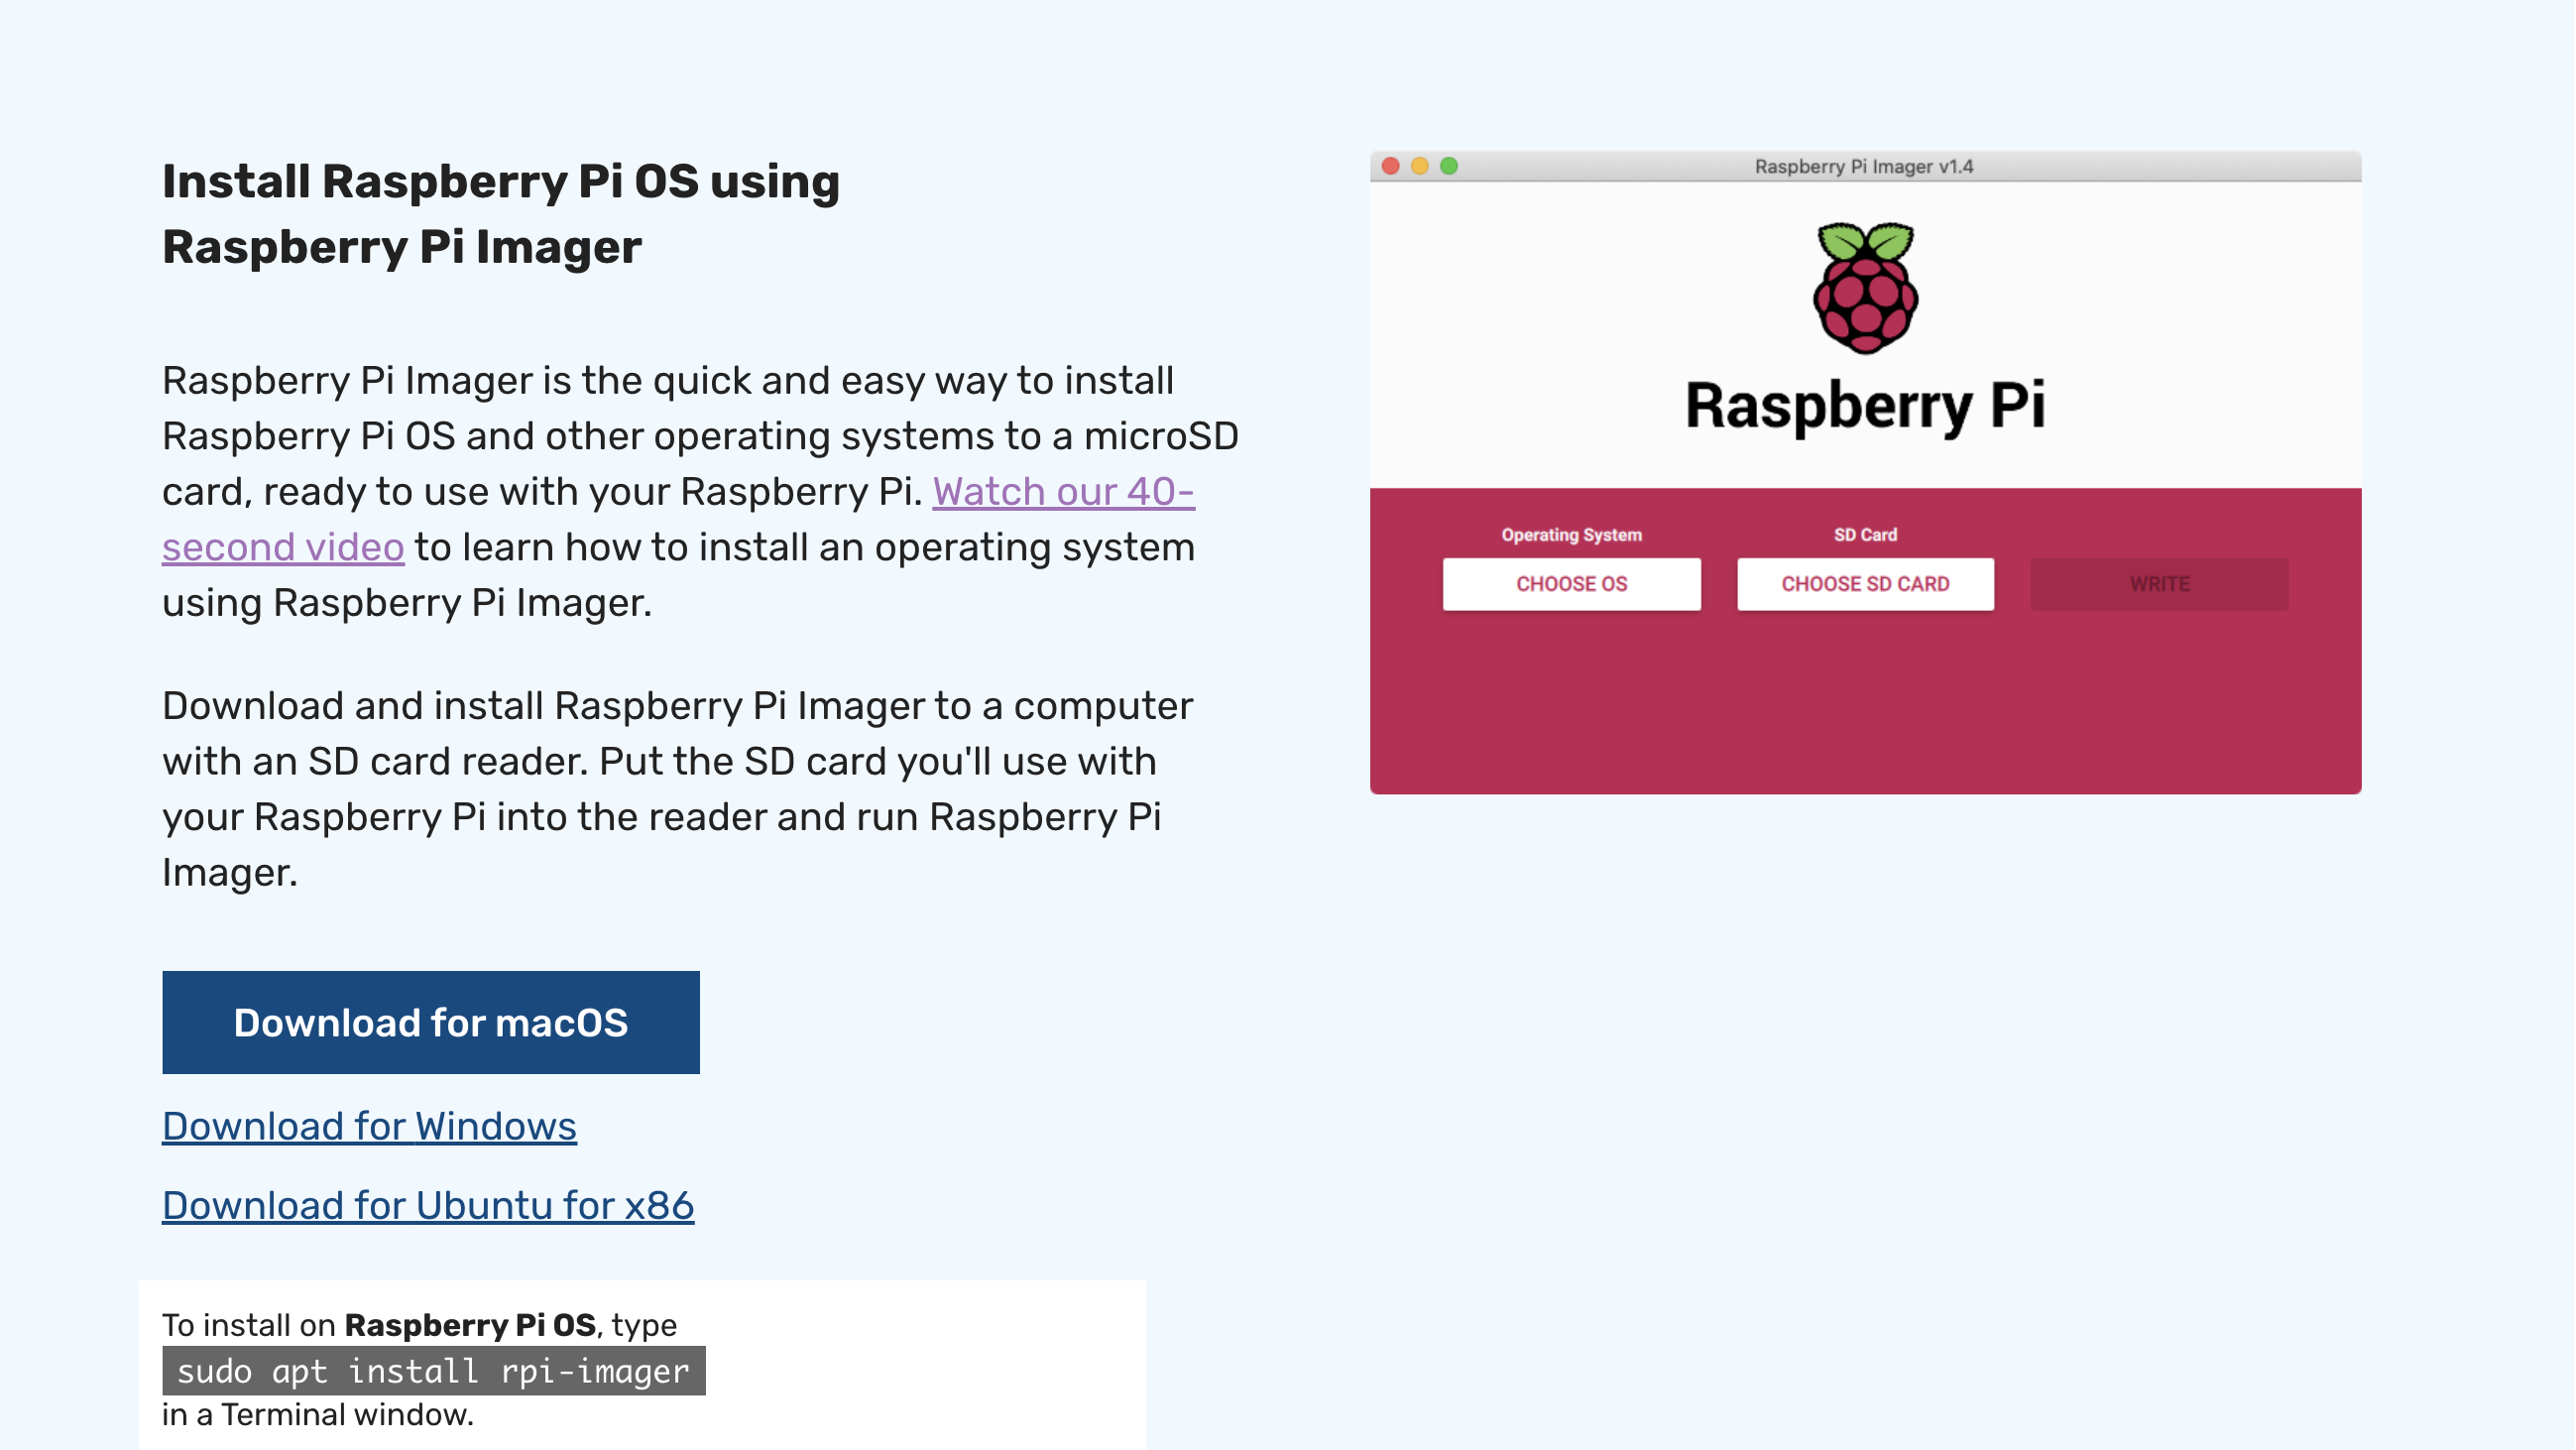 Install Raspberry Pi OS using
Raspberry Pi Imager
Raspberry Pi Imager is the quick and easy way to install
Raspberry Pi OS and other operating systems to a microSD
card, ready to use with your Raspberry Pi. Watch our 40-
second video to learn how to install an operating system
using Raspberry Pi Imager.
Download and install Raspberry Pi Imager to a computer
with an SD card reader. Put the SD card you'll use with
your Raspberry Pi into the reader and run Raspberry Pi
Imager.
Download for macOS
Download for Windows
Download for Ubuntu for x86
To install on Raspberry Pi OS, type
sudo apt install rpi-imager
in a Terminal window.
Raspberry Pi Imager v1.4
Raspberry Pi
Operating System
SD Card
CHOOSE OS
CHOOSE SD CARD
WRITE